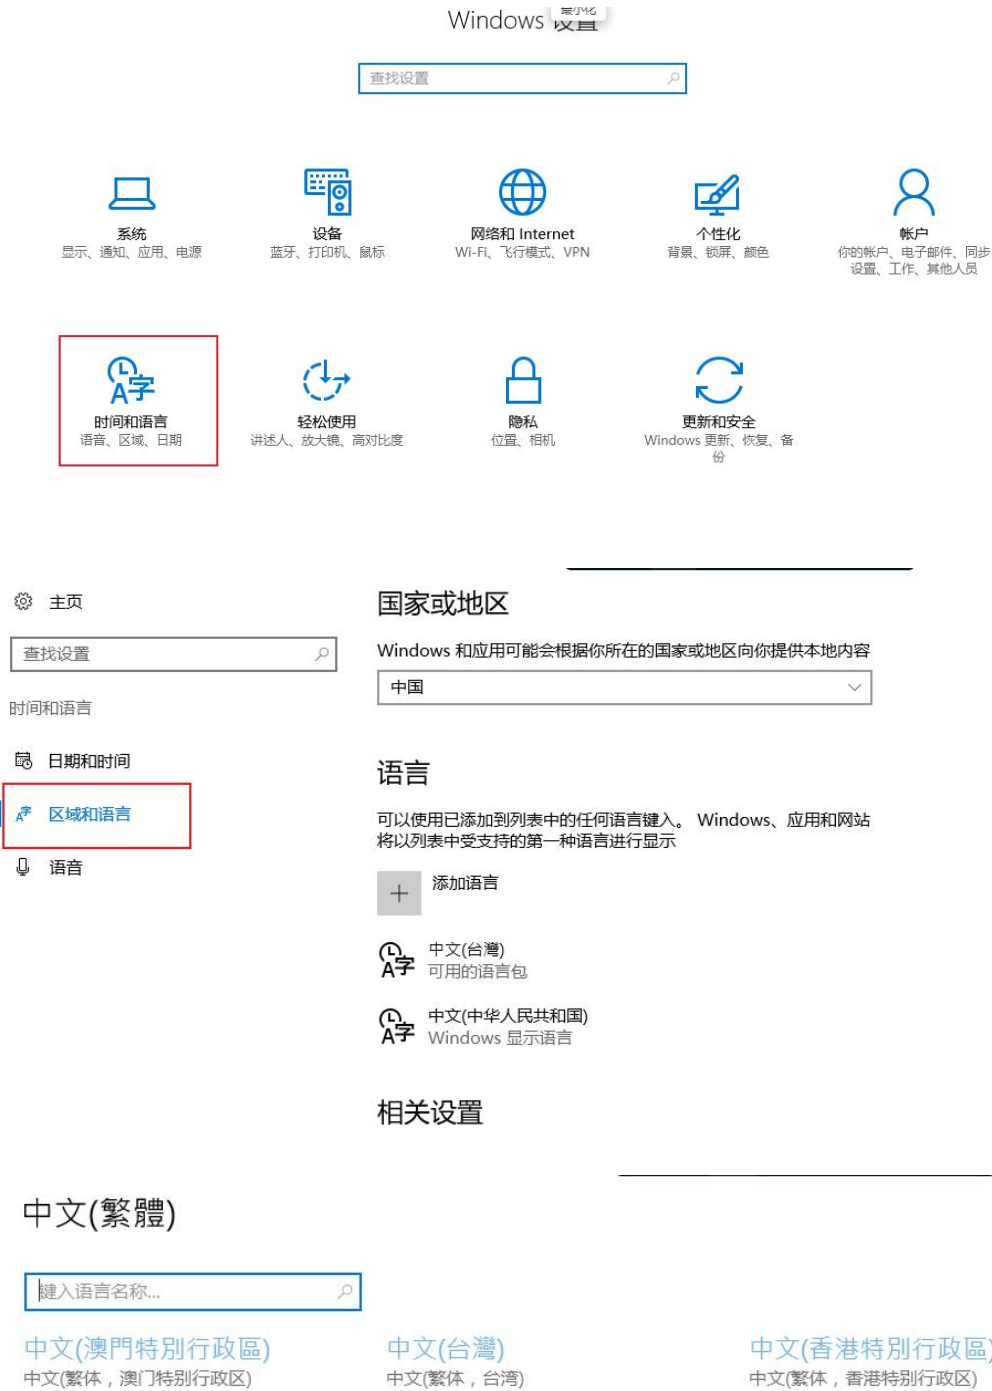 Windows 设置
最小化
查找设置
系统
显示、通知、应用、电源
设备
蓝牙、打印机、鼠标
网络和 Internet
Wi-Fi、飞行模式、VPN
个性化
背景、锁屏、颜色
帐户
你的帐户、电子邮件、同步
设置、工作、其他人员
时间和语言
语音、区域、日期
轻松使用
讲述人、放大镜、高对比度
隐私
位置、相机
更新和安全
Windows 更新、恢复、备
份
主页
查找设置
时间和语言
日期和时间
区域和语言
语音
国家或地区
Windows 和应用可能会根据你所在的国家或地区向你提供本地内容
中国
语言
可以使用已添加到列表中的任何语言键入。 Windows、应用和网站
将以列表中受支持的第一种语言进行显示
添加语言
中文(台灣)
可用的语言包
中文(中华人民共和国)
Windows 显示语言
相关设置
中文(繁體)
键入语言名称...
中文(澳門特別行政區)
中文(繁体，澳门特别行政区)
中文(台灣)
中文(繁体，台湾)
中文(香港特別行政區)
中文(繁体，香港特别行政区)